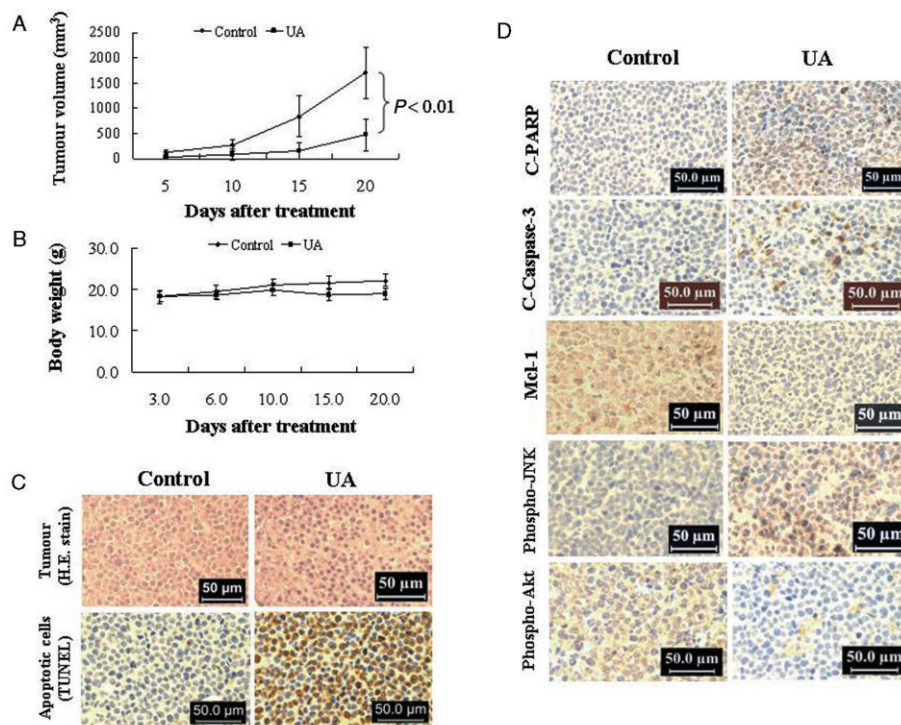 A
Control UA
Tumour volume (mm³)
2500
2000
1500
1000
500
0
P < 0.01
5 10 15 20
Days after treatment
B
Control UA
Body weight (g)
30.0
20.0
10.0
0.0
3.0 6.0 10.0 15.0 20.0
Days after treatment
C
Control UA
Tumour
(H.E. stain)
50 µm 50 µm
Apoptotic cells
(TUNEL)
50.0 µm 50.0 µm
D
Control UA
C-PARP
50.0 µm 50 µm
C-Caspase-3
50.0 µm 50.0 µm
Mcl-1
50 µm 50 µm
Phospho-JNK
50 µm 50 µm
Phospho-Akt
50.0 µm 50.0 µm